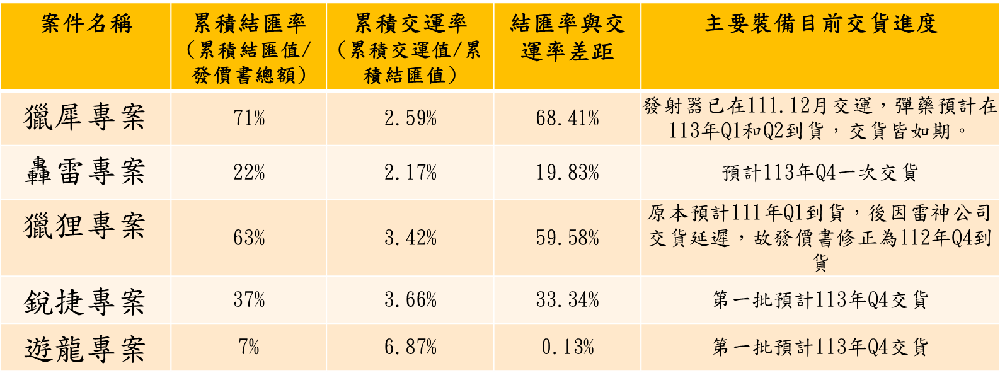 案件名稱
累積結匯率
(累積結匯值/
發價書總額)
累積交運率
(累積交運值/累
積結匯值)
結匯率與交
運率差距
主要裝備目前交貨進度
獵犀專案
71%
2.59%
68.41%
發射器已在111.12月交運，彈藥預計在
113年Q1和Q2到貨，交貨皆如期。
轟雷專案
22%
2.17%
19.83%
預計113年Q4一次交貨
獵狸專案
63%
3.42%
59.58%
原本預計111年Q1到貨，後因雷神公司
交貨延遲，故發價書修正為112年Q4到
貨
銳捷專案
37%
3.66%
33.34%
第一批預計113年Q4交貨
遊龍專案
7%
6.87%
0.13%
第一批預計113年Q4交貨